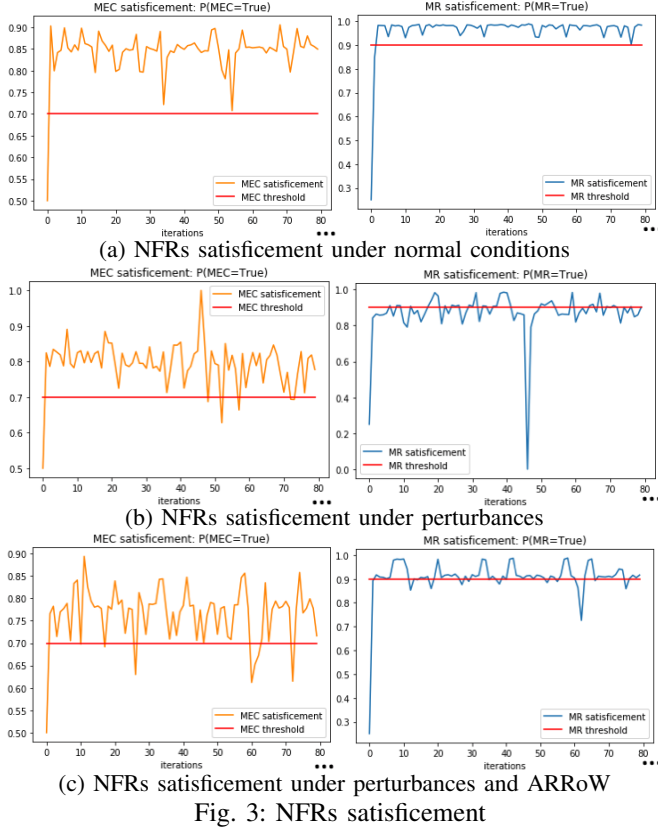 MEC satisficement: P(MEC=True)
0.90
0.85
0.80
0.75
0.70
0.65
0.60
0.55
0.50
MEC satisficement
MEC threshold
0 10 20 30 40 50 60 70 80
iterations
•••
MR satisficement: P(MR=True)
1.0
0.9
0.8
0.7
0.6
0.5
0.4
0.3
MR satisficement
MR threshold
0 10 20 30 40 50 60 70 80
iterations
•••
(a) NFRs satisficement under normal conditions
MEC satisficement: P(MEC=True)
1.0
0.9
0.8
0.7
0.6
0.5
MEC satisficement
MEC threshold
0 10 20 30 40 50 60 70 80
iterations
•••
MR satisficement: P(MR=True)
1.0
0.8
0.6
0.4
0.2
0.0
MR satisficement
MR threshold
0 10 20 30 40 50 60 70 80
iterations
•••
(b) NFRs satisficement under perturbances
MEC satisficement: P(MEC=True)
0.90
0.85
0.80
0.75
0.70
0.65
0.60
0.55
0.50
MEC satisficement
MEC threshold
0 10 20 30 40 50 60 70 80
iterations
•••
MR satisficement: P(MR=True)
1.0
0.9
0.8
0.7
0.6
0.5
0.4
0.3
MR satisficement
MR threshold
0 10 20 30 40 50 60 70 80
iterations
•••
(c) NFRs satisficement under perturbances and ARRoW
Fig. 3: NFRs satisficement